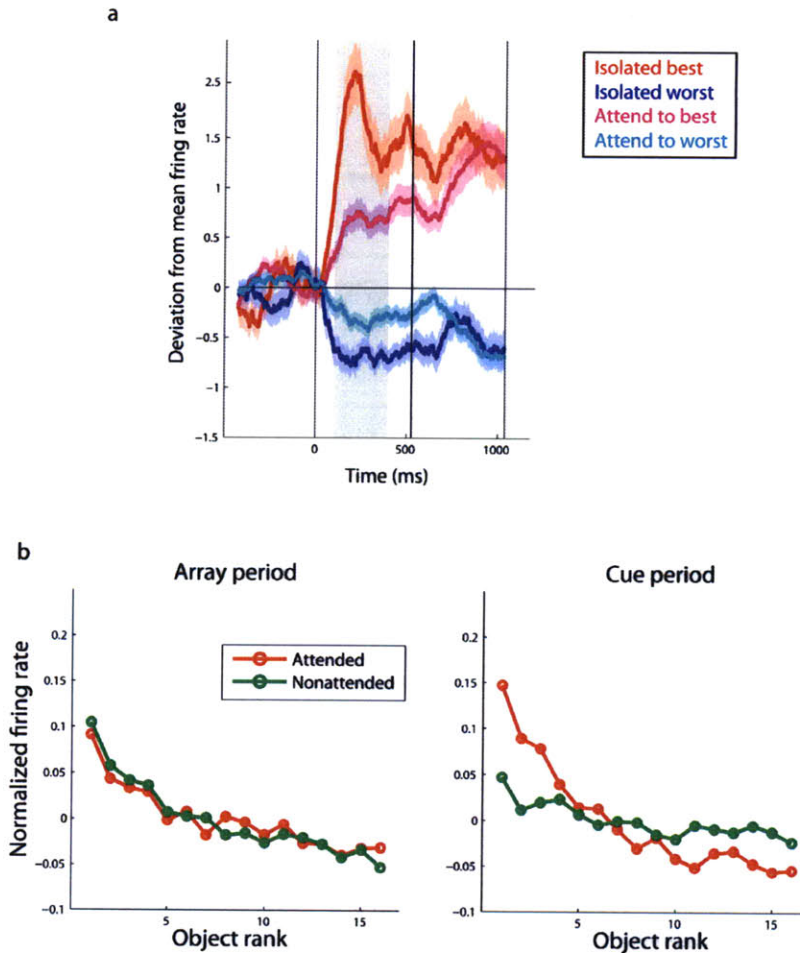 a
Deviation from mean firing rate
2.5
1.5
1
0.5
0
−0.5
−1
−1.5
0
500
1000
Time (ms)
Isolated best
Isolated worst
Attend to best
Attend to worst
b
Array period
Normalized firing rate
0.2
0.15
0.1
0.05
0
−0.05
−0.1
5
10
15
Object rank
Attended
Nonattended
Cue period
0.2
0.15
0.1
0.05
0
−0.05
−0.1
5
10
15
Object rank